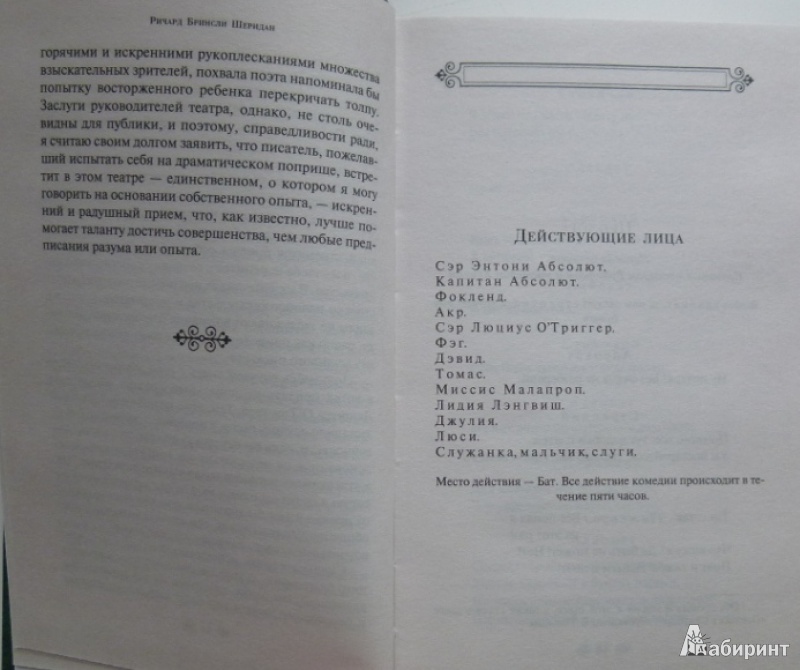 Ричард Бринсли Шеридан
горячими и искренними рукоплесканиями множества
взыскательных зрителей, похвала поэта напоминала бы
попытку восторженного ребенка перекричать толпу.
Заслуги руководителей театра, однако, не столь оче-
видны для публики, и поэтому, справедливости ради,
я считаю своим долгом заявить, что писатель, пожелав-
ший испытать себя на драматическом поприще, встре-
тит в этом театре — единственном, о котором я могу
говорить на основании собственного опыта, — искрен-
ний и радушный прием, что, как известно, лучше по-
могает таланту достичь совершенства, чем любые пред-
писания разума или опыта.
Действующие лица
Сэр Энтони Абсолют.
Капитан Абсолют.
Фокленд.
Акр.
Сэр Люциус О'Триггер.
Фэг.
Дэвид.
Томас.
Миссис Малапроп.
Лидия Лэнгвиш.
Джулия.
Люси.
Служанка, мальчик, слуги.
Место действия — Бат. Все действие комедии происходит в те-
чение пяти часов.
Лабиринт